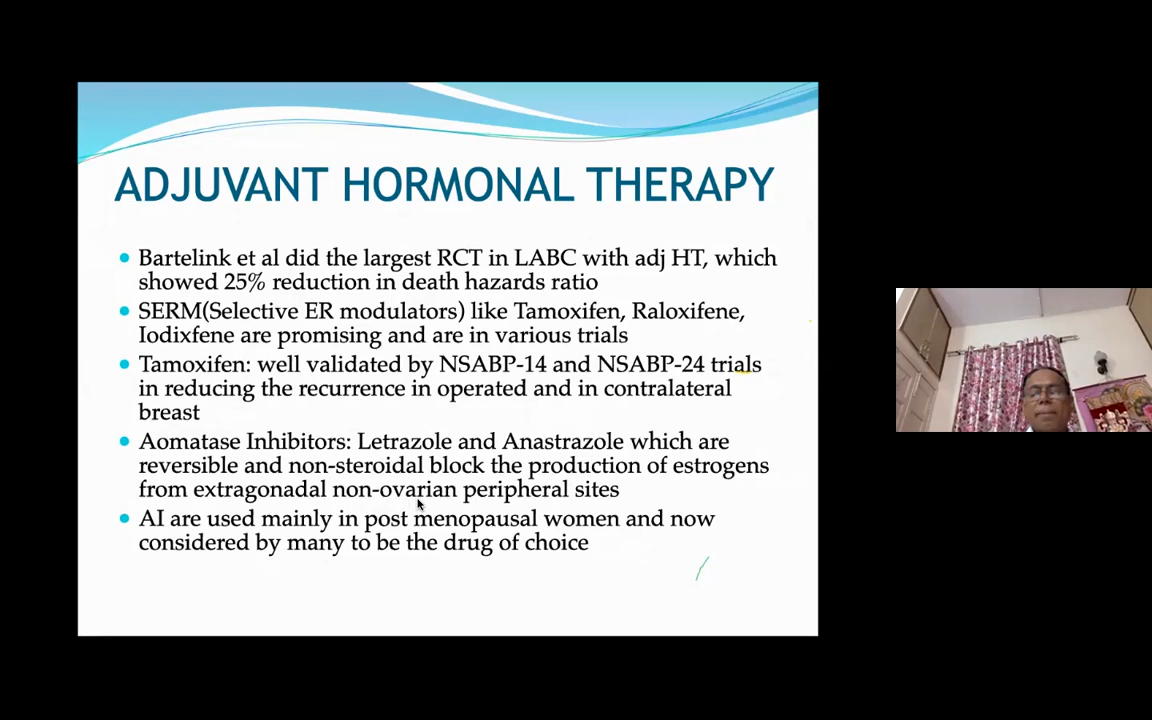 ADJUVANT HORMONAL THERAPY
Bartelink et al did the largest RCT in LABC with adj HT, which
showed 25% reduction in death hazards ratio
SERM(Selective ER modulators) like Tamoxifen, Raloxifene,
Iodixfene are promising and are in various trials
Tamoxifen: well validated by NSABP-14 and NSABP-24 trials
in reducing the recurrence in operated and in contralateral
breast
Aomatase Inhibitors: Letrazole and Anastrazole which are
reversible and non-steroidal block the production of estrogens
from extragonadal non-ovarian peripheral sites
AI are used mainly in post menopausal women and now
considered by many to be the drug of choice